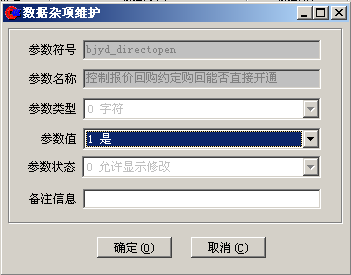 数据杂项维护
参数符号 bjyd_directopen
参数名称 控制报价回购约定购回能否直接开通
参数类型 0 字符
参数值 1 是
参数状态 0 允许显示修改
备注信息
确定(O) 取消(C)